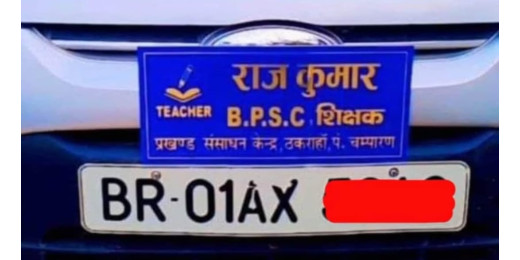 राज कुमार
TEACHER
B.P.S.C. शिक्षक
प्रखण्ड संसाधन केन्द्र, ठकराहाँ, पं. चम्पारण
BR-01AX